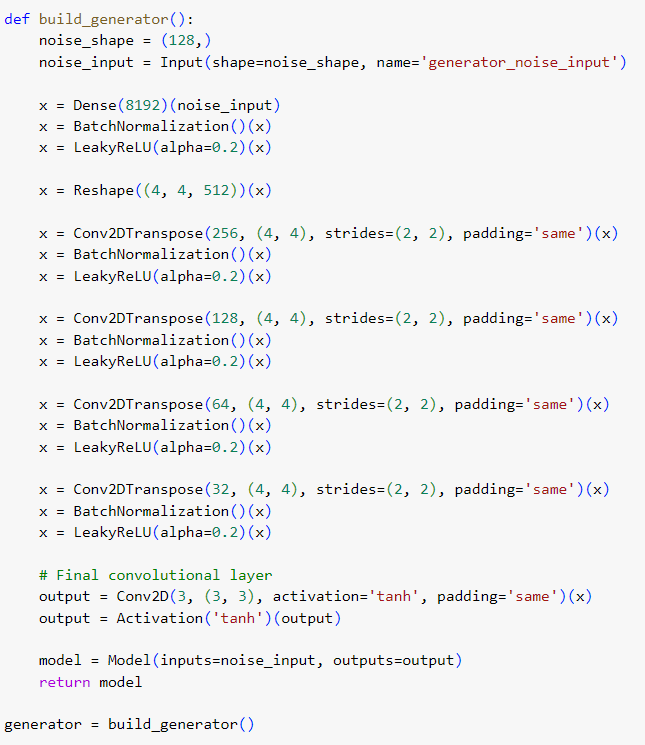 def build_generator():
    noise_shape = (128,)
    noise_input = Input(shape=noise_shape, name='generator_noise_input')

    x = Dense(8192)(noise_input)
    x = BatchNormalization()(x)
    x = LeakyReLU(alpha=0.2)(x)

    x = Reshape((4, 4, 512))(x)

    x = Conv2DTranspose(256, (4, 4), strides=(2, 2), padding='same')(x)
    x = BatchNormalization()(x)
    x = LeakyReLU(alpha=0.2)(x)

    x = Conv2DTranspose(128, (4, 4), strides=(2, 2), padding='same')(x)
    x = BatchNormalization()(x)
    x = LeakyReLU(alpha=0.2)(x)

    x = Conv2DTranspose(64, (4, 4), strides=(2, 2), padding='same')(x)
    x = BatchNormalization()(x)
    x = LeakyReLU(alpha=0.2)(x)

    x = Conv2DTranspose(32, (4, 4), strides=(2, 2), padding='same')(x)
    x = BatchNormalization()(x)
    x = LeakyReLU(alpha=0.2)(x)

    # Final convolutional layer
    output = Conv2D(3, (3, 3), activation='tanh', padding='same')(x)
    output = Activation('tanh')(output)

    model = Model(inputs=noise_input, outputs=output)
    return model

generator = build_generator()